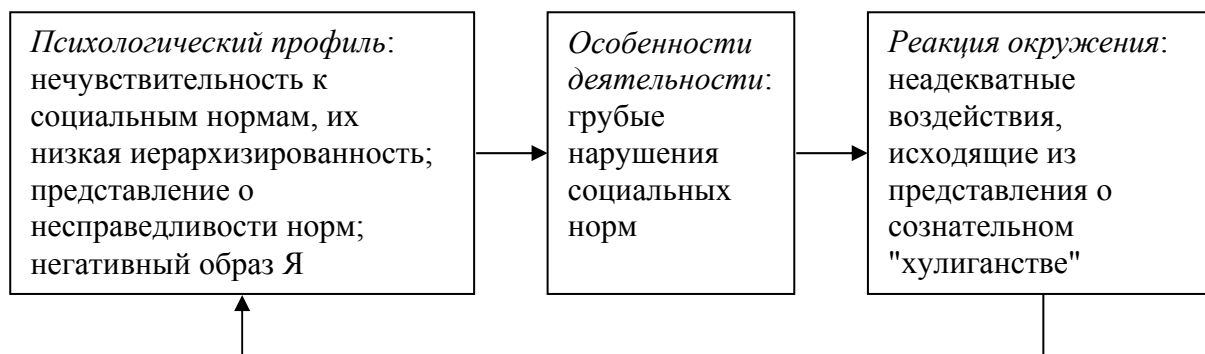 Психологический профиль:
нечувствительность к
социальным нормам, их
низкая иерархизированность;
представление о
несправедливости норм;
негативный образ Я
Особенности
деятельности:
грубые
нарушения
социальных
норм
Реакция окружения:
неадекватные
воздействия,
исходящие из
представления о
сознательном
"хулиганстве"